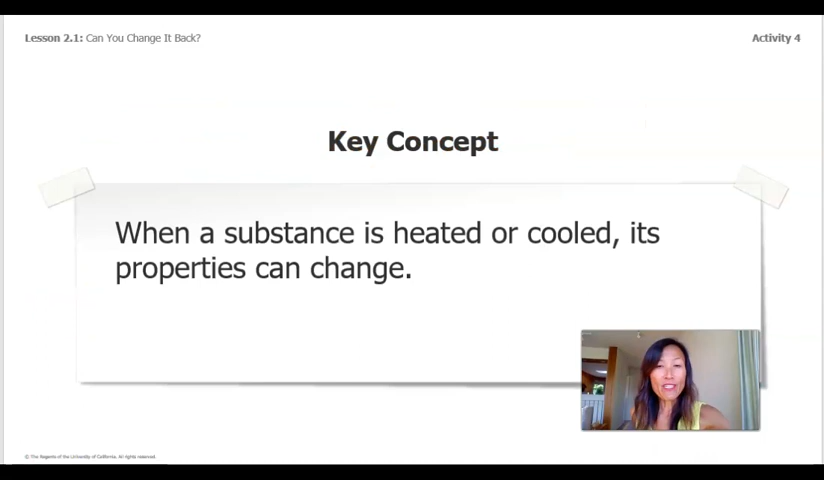 Lesson 2.1: Can You Change It Back?
Activity 4
Key Concept
When a substance is heated or cooled, its
properties can change.
© The Regents of the University of California. All rights reserved.